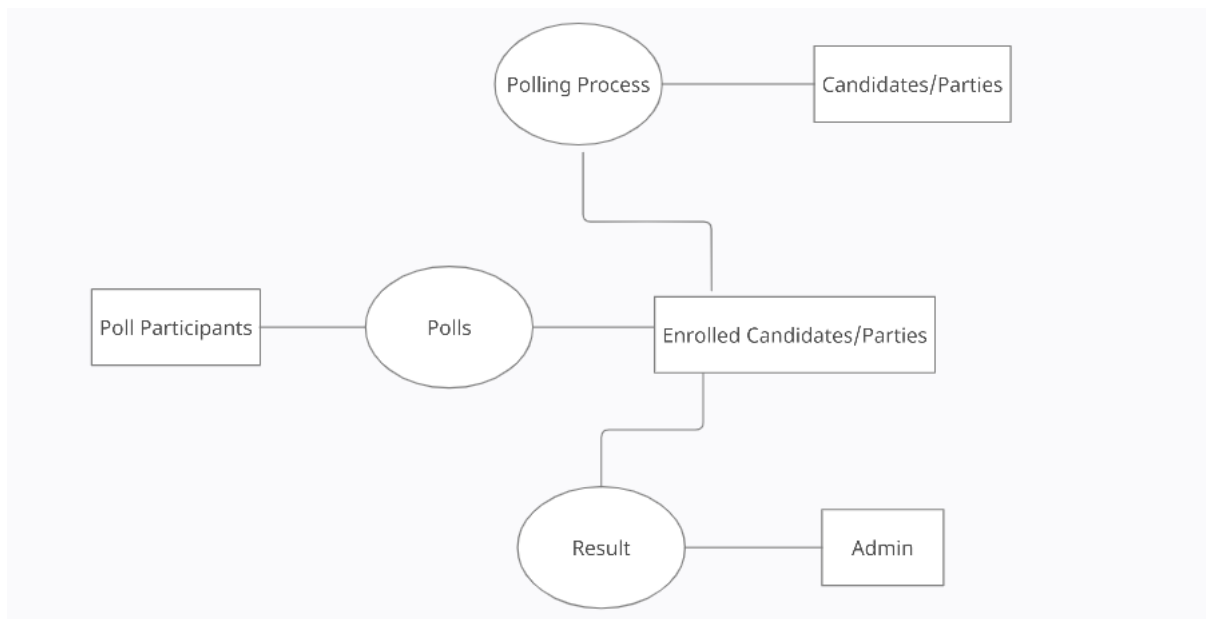 Polling Process
Candidates/Parties
Poll Participants
Polls
Enrolled Candidates/Parties
Result
Admin